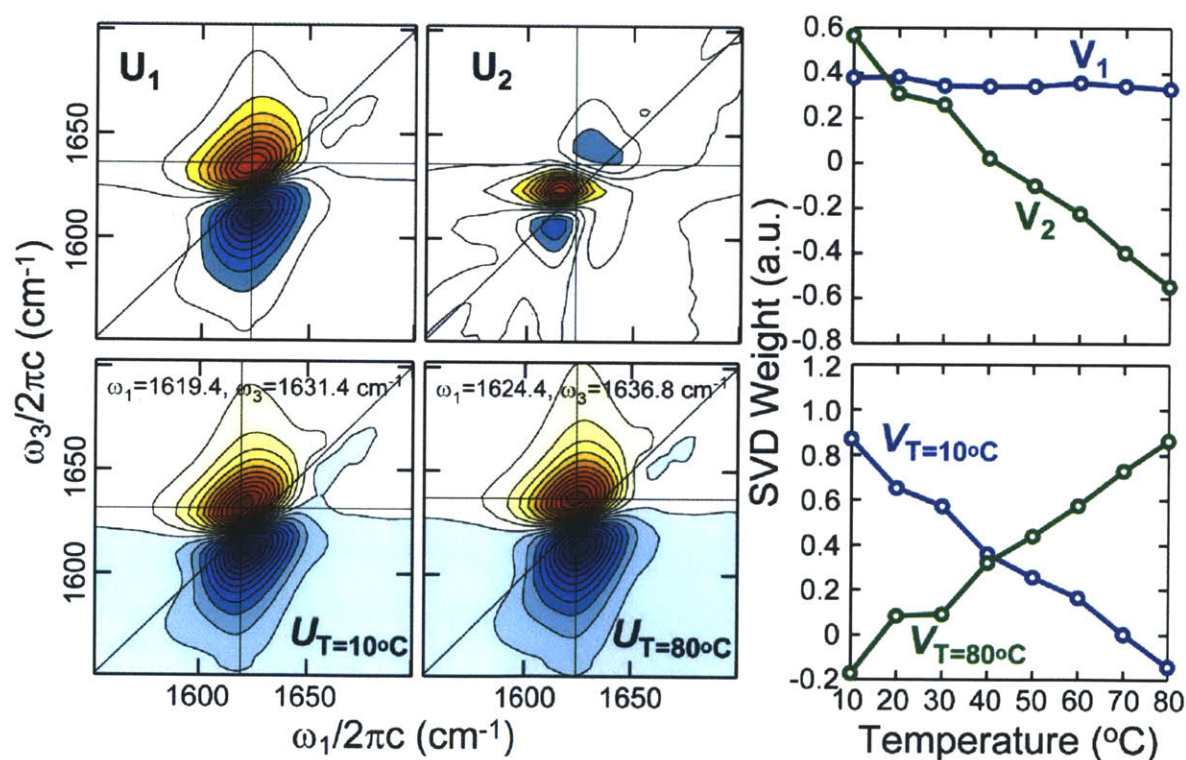 U1
U2
ω3/2πc (cm-1)
1650
1600
ω1=1619.4, ω3=1631.4 cm-1
ω1=1624.4, ω3=1636.8 cm-1
1650
1600
UT=10oC
UT=80oC
1600
1650
1600
1650
ω1/2πc (cm-1)
SVD Weight (a.u.)
0.6
0.4
0.2
0
-0.2
-0.4
-0.6
-0.8
V1
V2
1.2
1.0
0.8
0.6
0.4
0.2
0
-0.2
VT=10oC
VT=80oC
10 20 30 40 50 60 70 80
Temperature (oC)